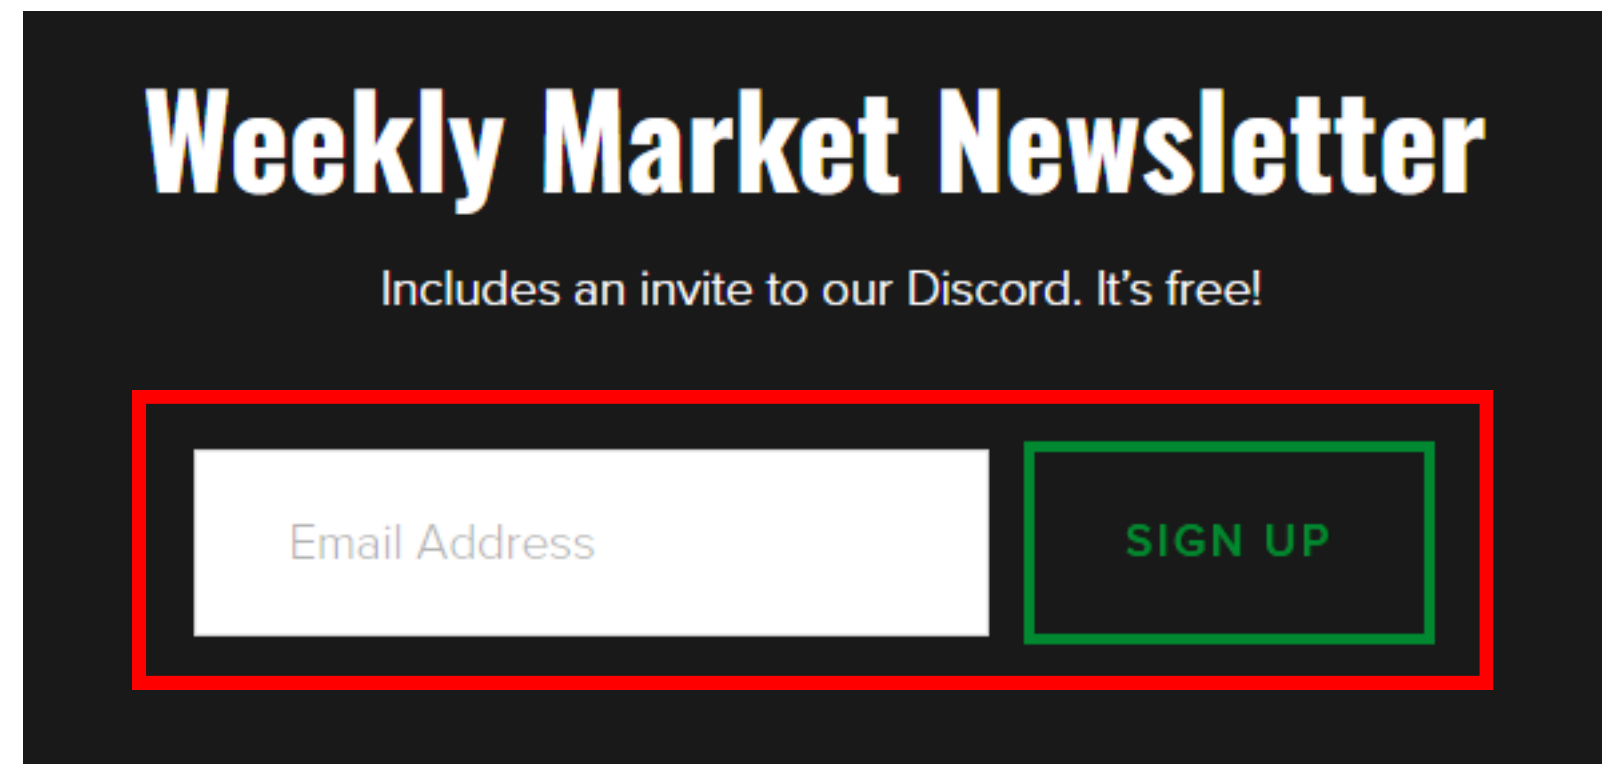 Weekly Market Newsletter
Includes an invite to our Discord. It’s free!
Email Address
SIGN UP